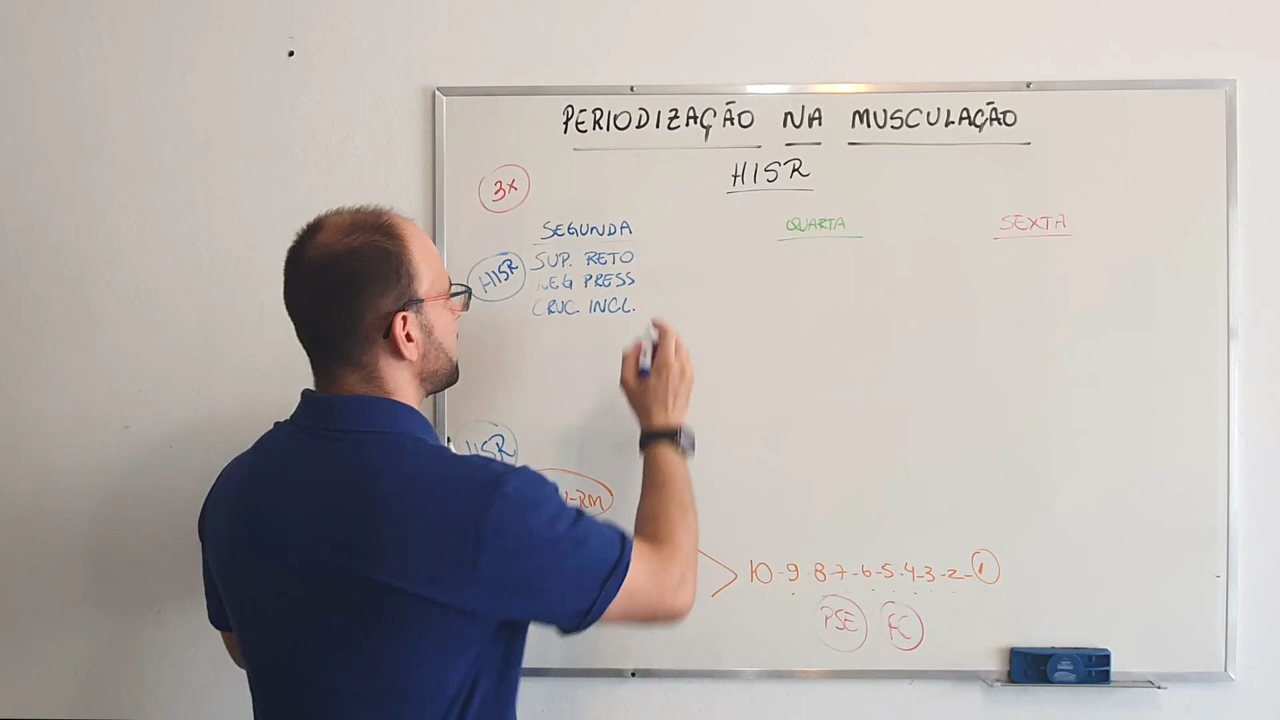 PERIODIZAÇÃO NA MUSCULAÇÃO
HISR
3x
SEGUNDA
QUARTA
SEXTA
HISR
SUP. RETO
LEG PRESS
CRUC. INCL.
-RM
10-9-8-7-6-5-4-3-2-1
PSE FC